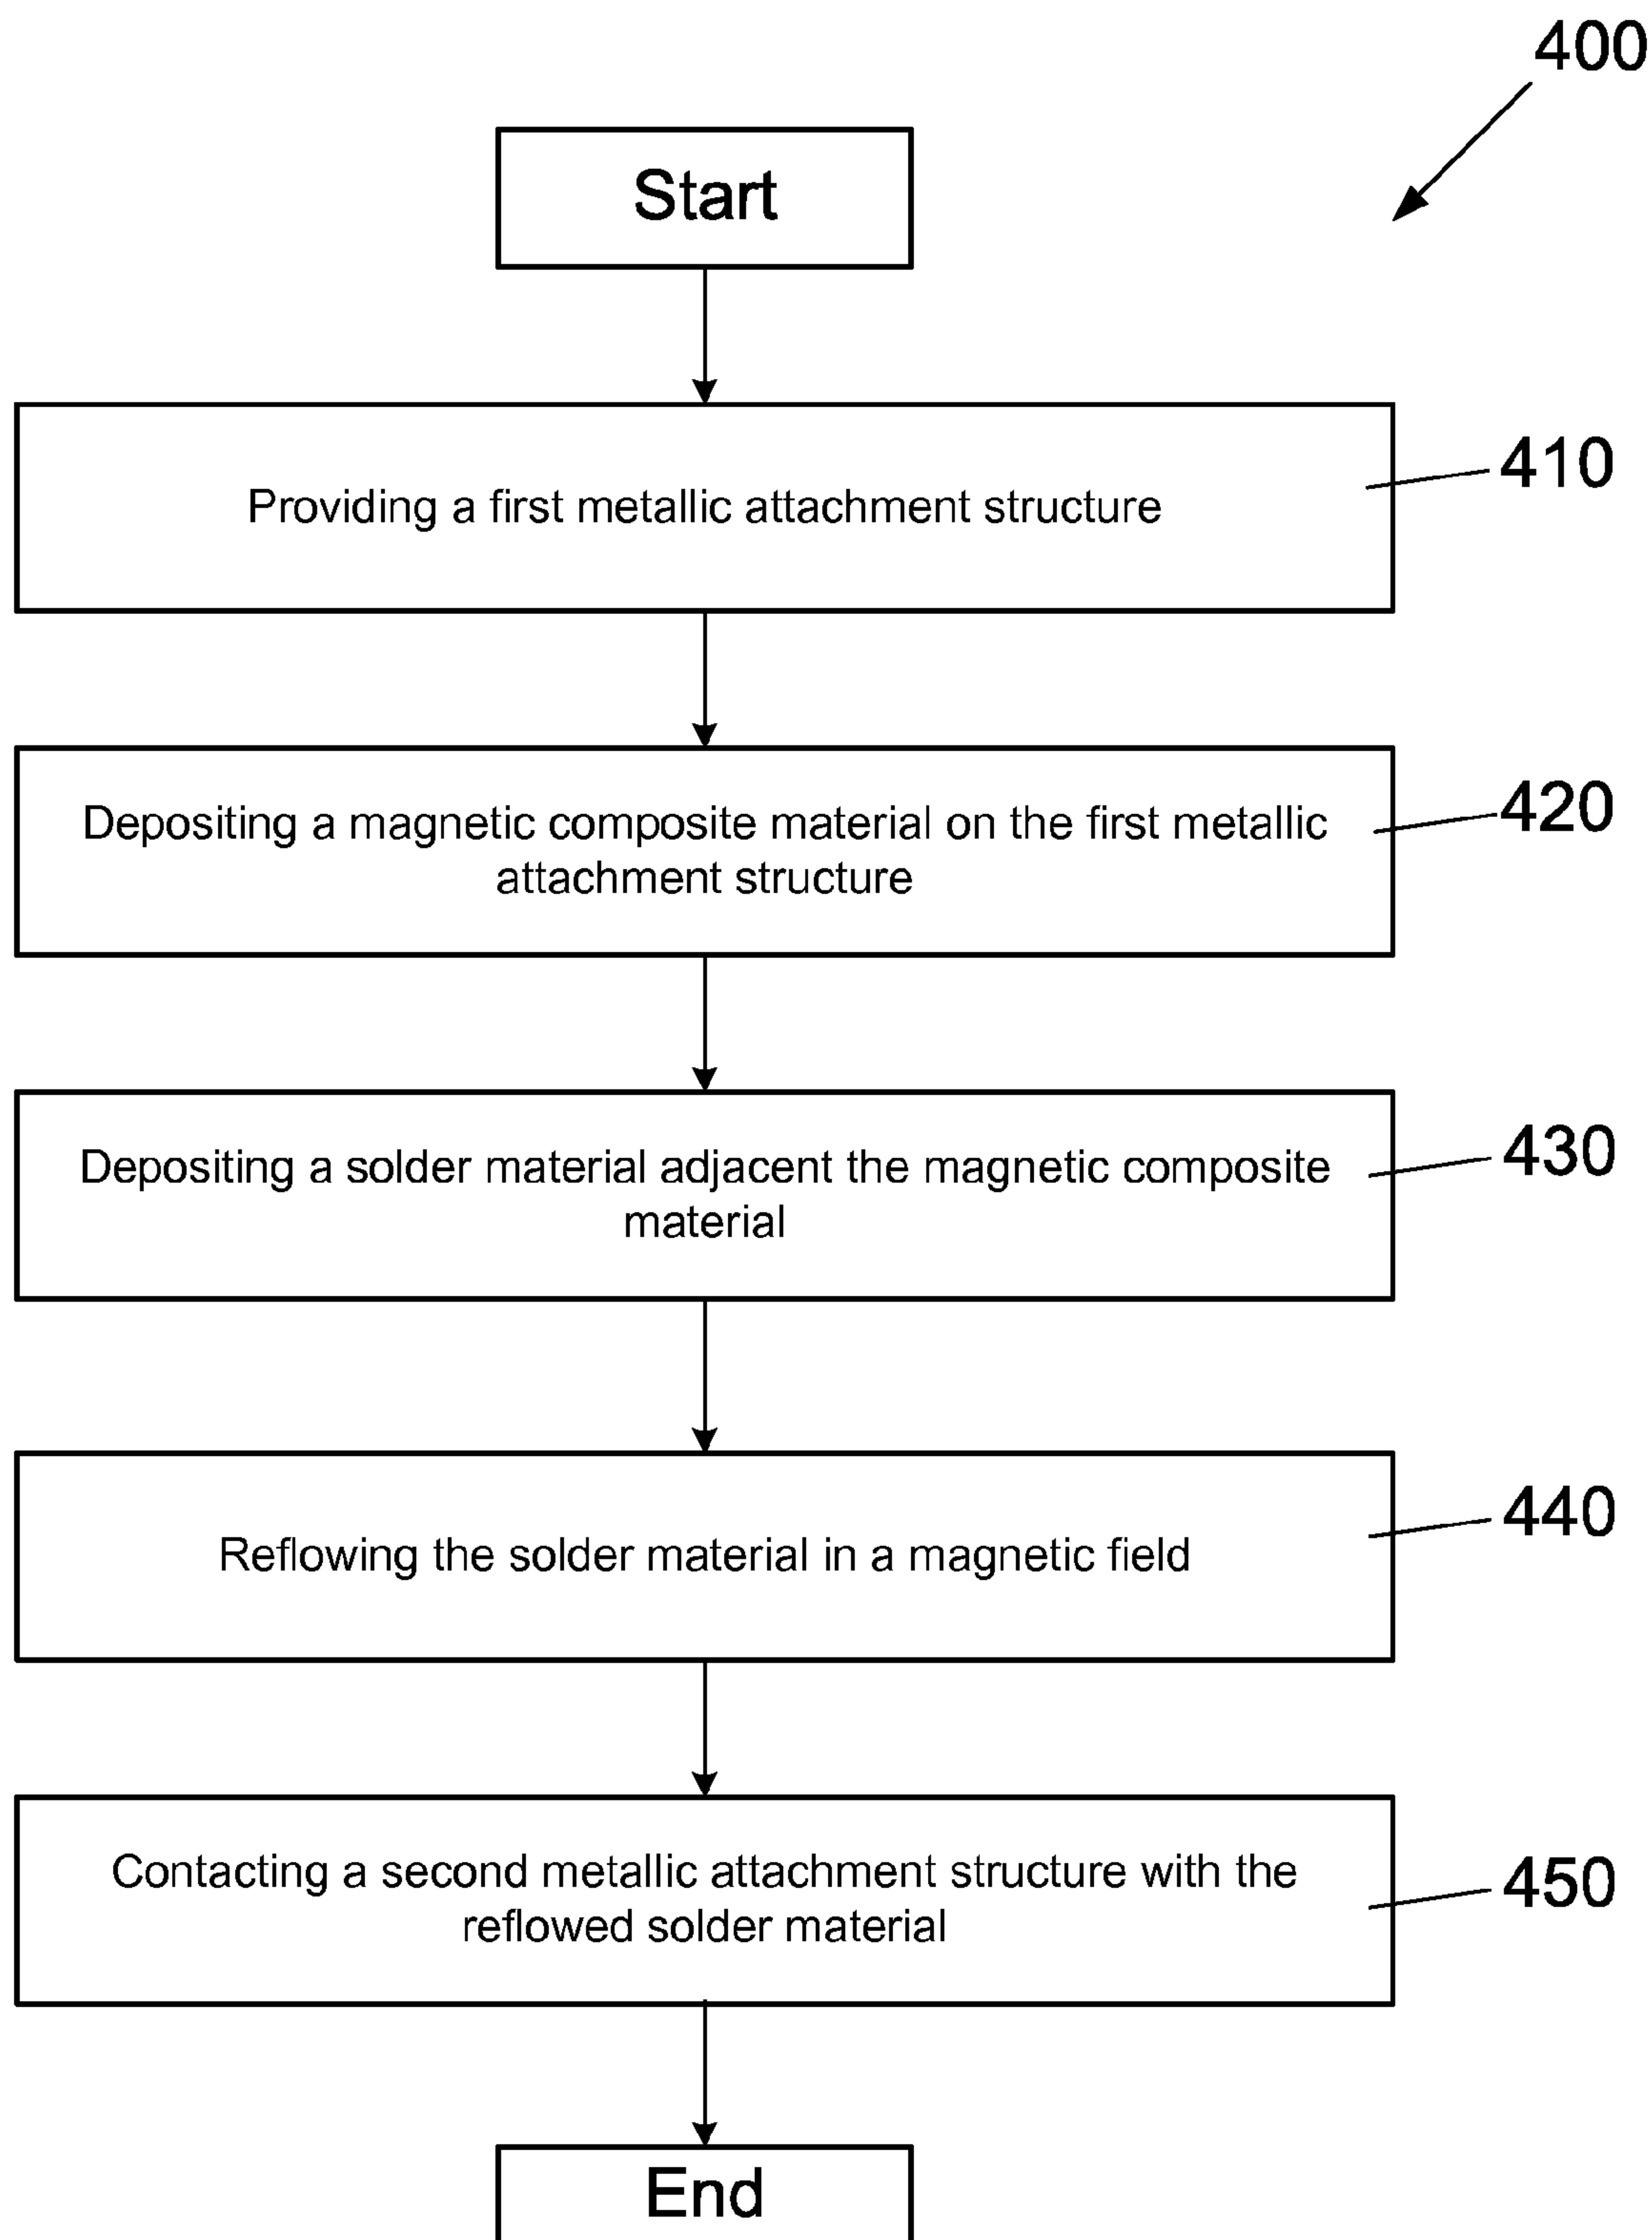 400
Start
Providing a first metallic attachment structure
410
Depositing a magnetic composite material on the first metallic
attachment structure
420
Depositing a solder material adjacent the magnetic composite
material
430
Reflowing the solder material in a magnetic field
440
Contacting a second metallic attachment structure with the
reflowed solder material
450
End